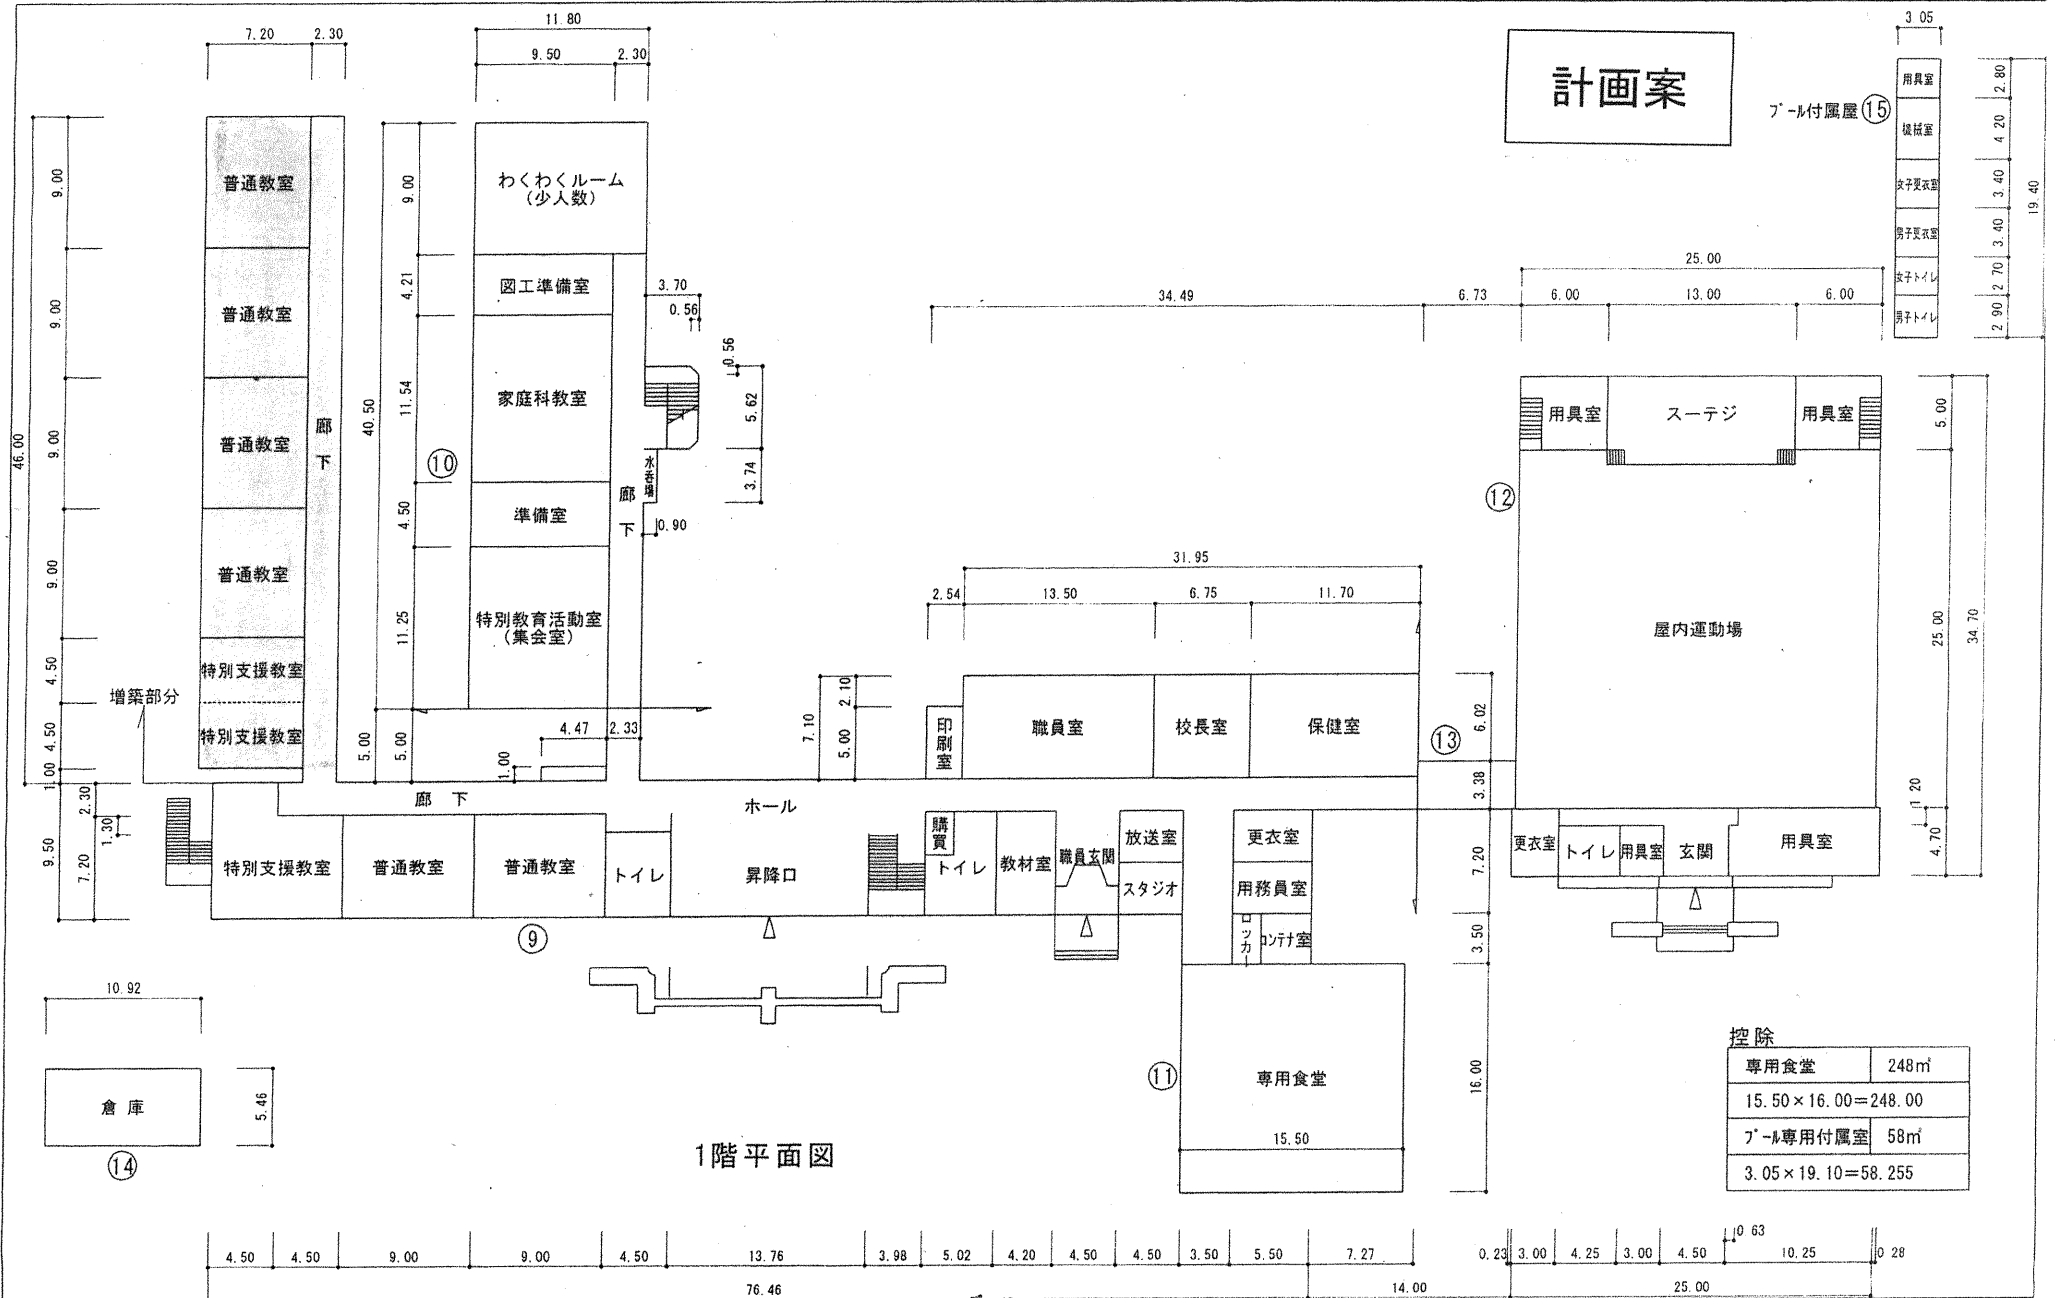 11.80
7.20 2.30
9.50 2.30
3 05
計画案
プール付属屋 ⑮
用具室
機械室
女子更衣室
男子更衣室
女子トイレ
男子トイレ
2.80
4 20
3.40
3.40
2 70
2 90
19.40
46.00
9.00
9.00
9.00
9.00
4.50
4.50
1.00
2.30
1.30
7.20
9.50
普通教室
普通教室
普通教室
普通教室
特別支援教室
特別支援教室
廊下
増築部分
40.50
9.00
4.21
11.54
4.50
11.25
5.00
5.00
⑩
わくわくルーム
(少人数)
図工準備室
家庭科教室
準備室
特別教育活動室
(集会室)
廊下
3.70
0.56
0.56
5.62
3.74
水呑場
0.90
4.47 2.33
1.00
34.49 6.73
25.00
6.00 13.00 6.00
用具室 スーテジ 用具室
5.00
25.00
34.70
⑫
屋内運動場
31.95
2.54 13.50 6.75 11.70
7.10
2.10
5.00
印刷室
職員室
校長室
保健室
⑬
6.02
3.38
7.20
3.50
16.00
1 20
4.70
廊下
ホール
特別支援教室 普通教室 普通教室 トイレ 昇降口
購買
トイレ
教材室
職員玄関
放送室
スタジオ
更衣室
用務員室
ロッカー
コンテナ室
更衣室 トイレ 用具室 玄関 用具室
⑨
10.92
倉庫
5.46
⑭
⑪
専用食堂
15.50
1階平面図
控除
専用食堂 248㎡
15.50×16.00=248.00
プール専用付属室 58㎡
3.05×19.10=58.255
4.50 4.50 9.00 9.00 4.50 13.76 3.98 5.02 4.20 4.50 4.50 3.50 5.50 7.27 0.23 3.00 4.25 3.00 4.50 0 63 10.25 0 28
76.46 14.00 25.00